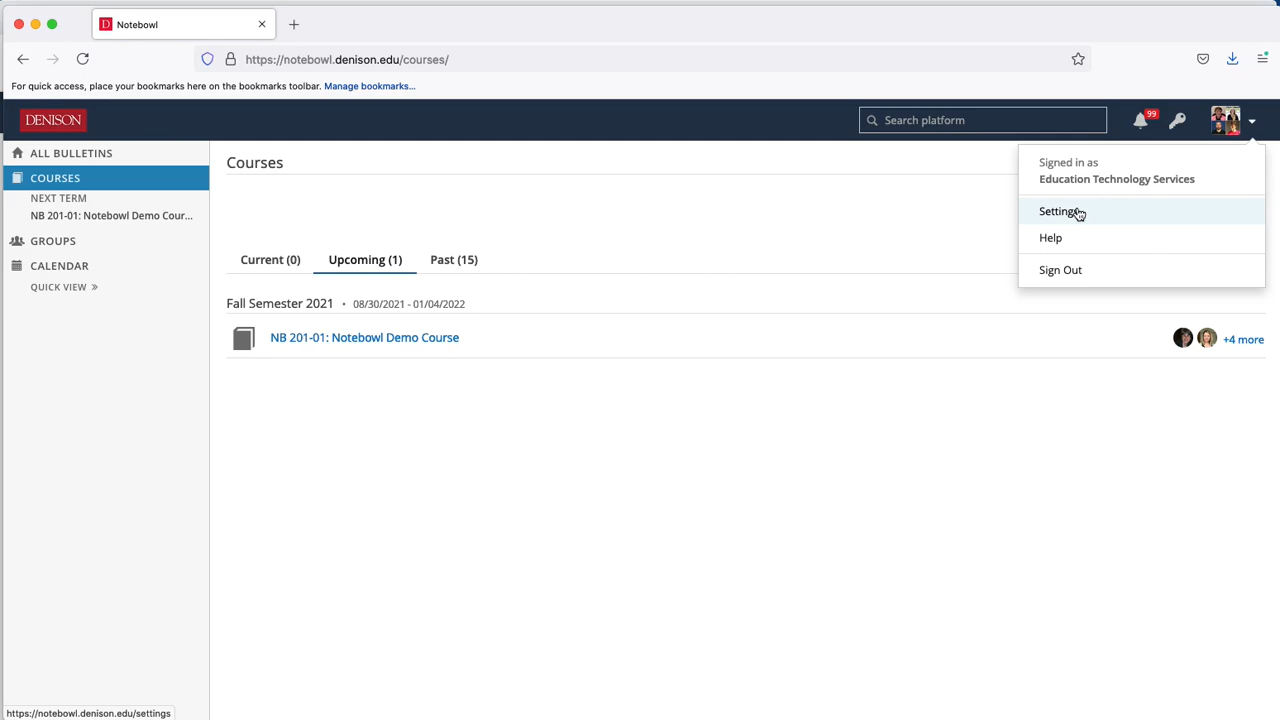 Notebowl
https://notebowl.denison.edu/courses/
For quick access, place your bookmarks here on the bookmarks toolbar. Manage bookmarks...
DENISON
Search platform
99
ALL BULLETINS
COURSES
NEXT TERM
NB 201-01: Notebowl Demo Cour...
GROUPS
CALENDAR
QUICK VIEW »
Courses
Signed in as
Education Technology Services
Settings
Help
Sign Out
Current (0) Upcoming (1) Past (15)
Fall Semester 2021 • 08/30/2021 - 01/04/2022
NB 201-01: Notebowl Demo Course
+4 more
https://notebowl.denison.edu/settings